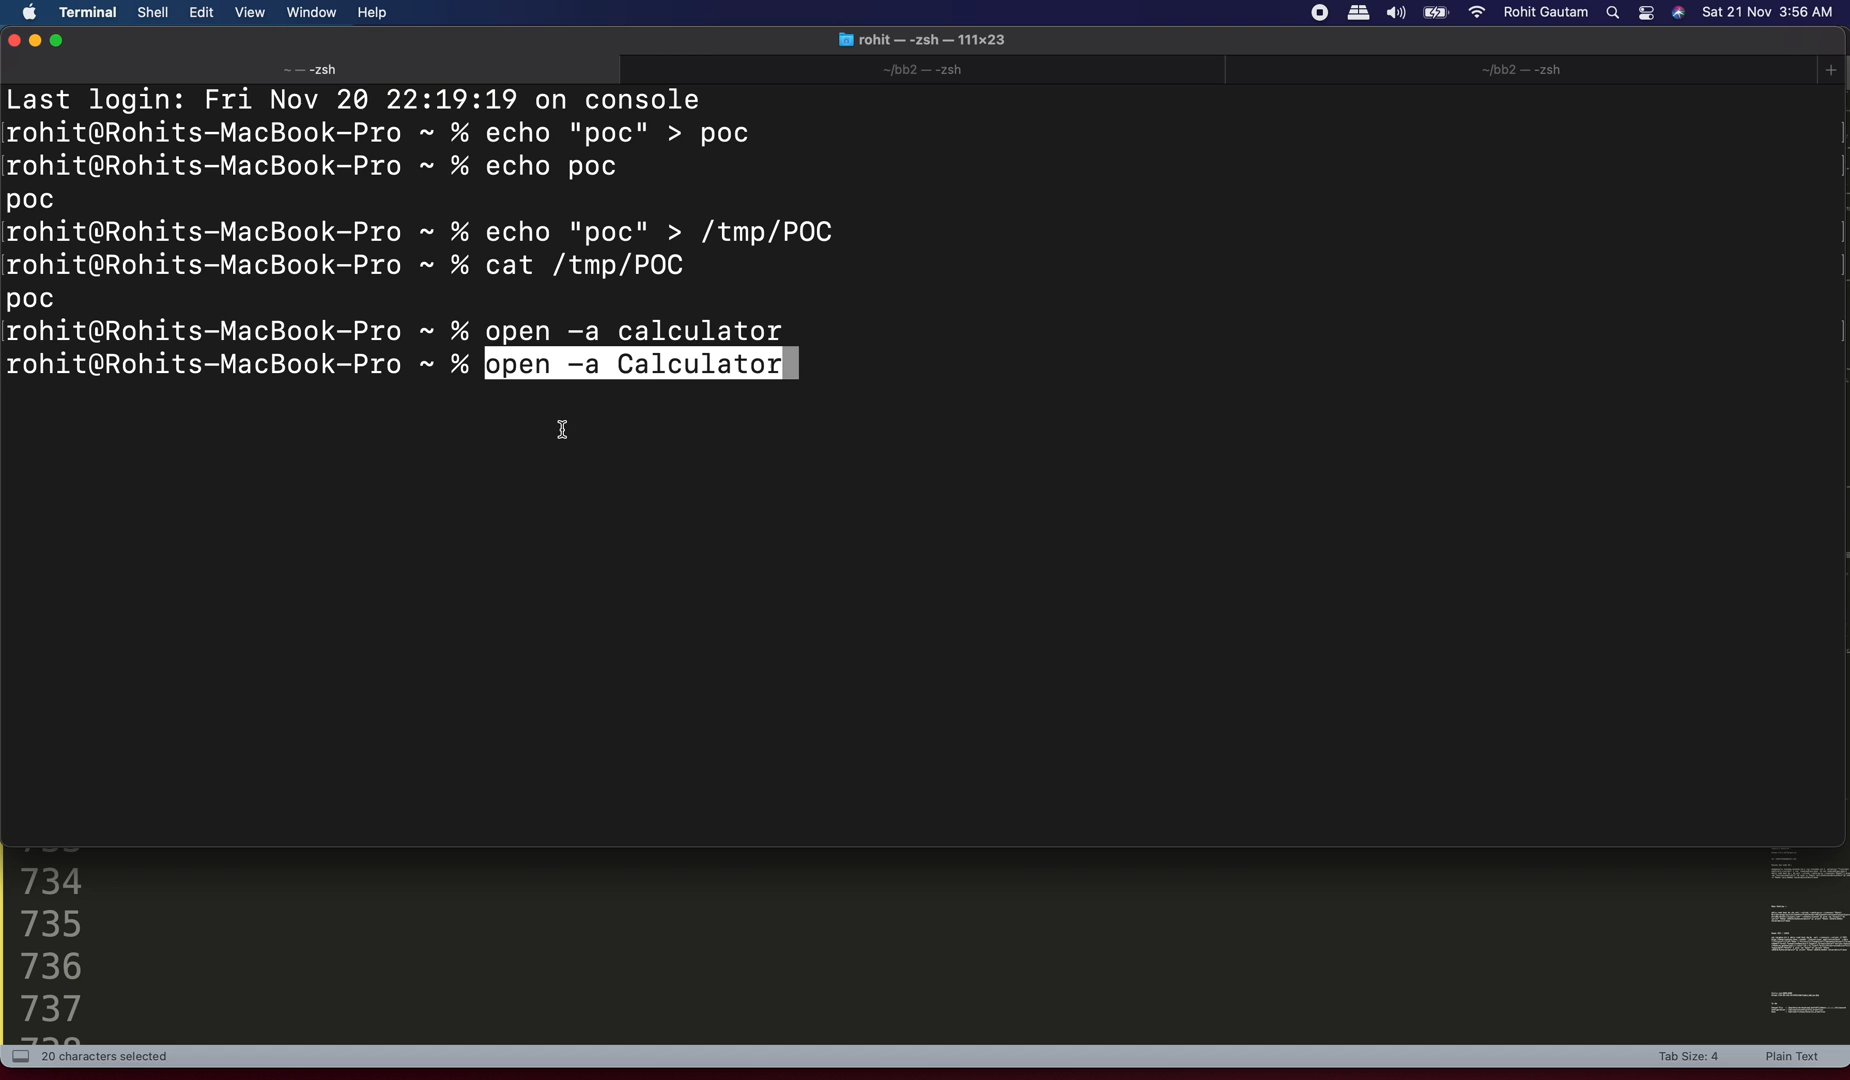 Terminal Shell Edit View Window Help Rohit Gautam Sat 21 Nov 3:56 AM
rohit — -zsh — 111×23
~ — -zsh ~/bb2 — -zsh ~/bb2 — -zsh +
Last login: Fri Nov 20 22:19:19 on console
[rohit@Rohits-MacBook-Pro ~ % echo "poc" > poc ]
[rohit@Rohits-MacBook-Pro ~ % echo poc ]
poc
[rohit@Rohits-MacBook-Pro ~ % echo "poc" > /tmp/POC ]
[rohit@Rohits-MacBook-Pro ~ % cat /tmp/POC ]
poc
[rohit@Rohits-MacBook-Pro ~ % open -a calculator ]
rohit@Rohits-MacBook-Pro ~ % open -a Calculator
734
735
736
737
20 characters selected Tab Size: 4 Plain Text